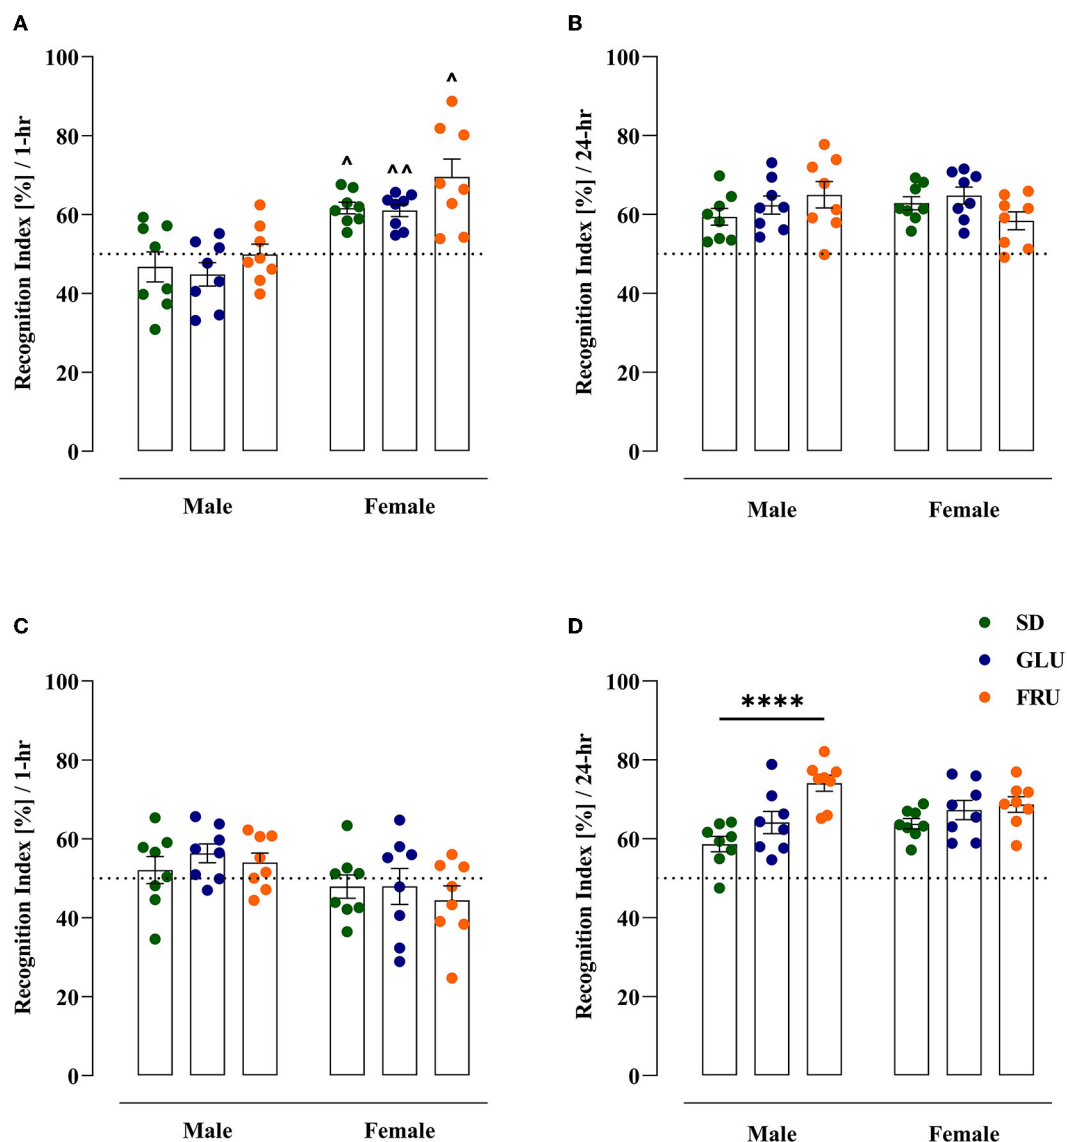 A
Recognition Index [%] / 1-hr
100
80
60
40
20
0
^
^^
^
Male
Female
B
Recognition Index [%] / 24-hr
100
80
60
40
20
0
Male
Female
C
Recognition Index [%] / 1-hr
100
80
60
40
20
0
Male
Female
D
SD
GLU
FRU
Recognition Index [%] / 24-hr
100
80
60
40
20
0
****
Male
Female